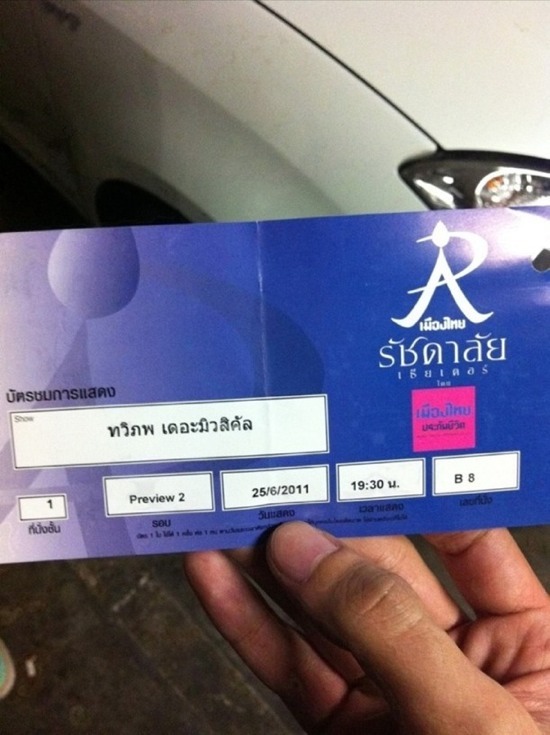 เมืองไทย
รัชดาลัย
เธียเตอร์
โดย
เมืองไทย
ประกันชีวิต
บัตรชมการแสดง
Show
ทวิภพ เดอะมิวสิคัล
1
Preview 2
25/6/2011
19:30 น.
B 8
ที่นั่งชั้น
รอบ
วันแสดง
เวลาแสดง
เลขที่นั่ง